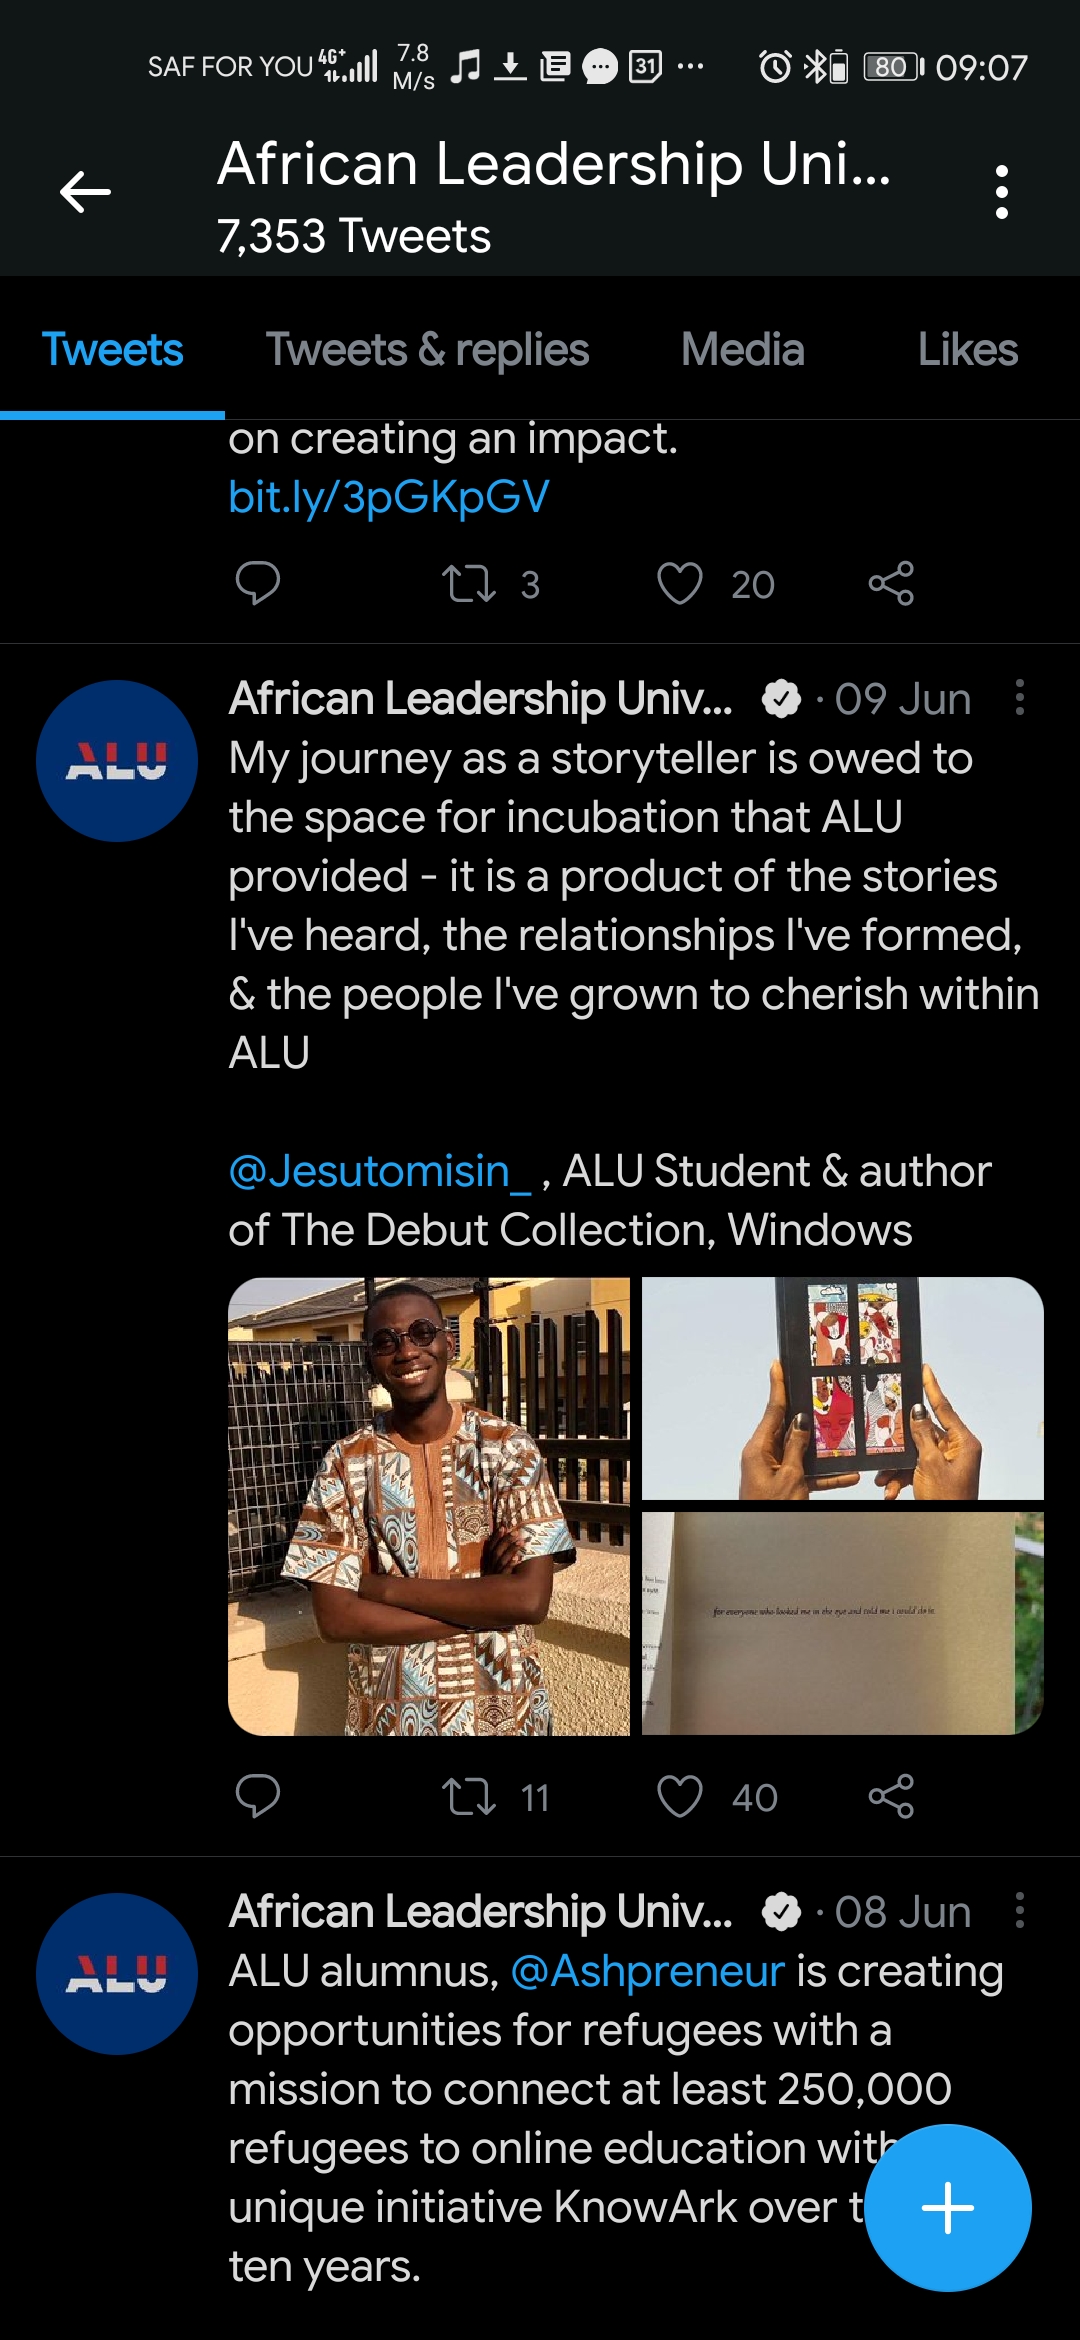 SAF FOR YOU 4G+ 7.8 M/s 31 ... 80 09:07
African Leadership Uni...
7,353 Tweets
Tweets Tweets & replies Media Likes
on creating an impact.
bit.ly/3pGKpGV
3 20
African Leadership Univ... · 09 Jun
ALU
My journey as a storyteller is owed to
the space for incubation that ALU
provided - it is a product of the stories
I've heard, the relationships I've formed,
& the people I've grown to cherish within
ALU
@Jesutomisin_ , ALU Student & author
of The Debut Collection, Windows
for everyone who looked me in the eye and told me i could do it.
11 40
African Leadership Univ... · 08 Jun
ALU
ALU alumnus, @Ashpreneur is creating
opportunities for refugees with a
mission to connect at least 250,000
refugees to online education with
unique initiative KnowArk over t
ten years.